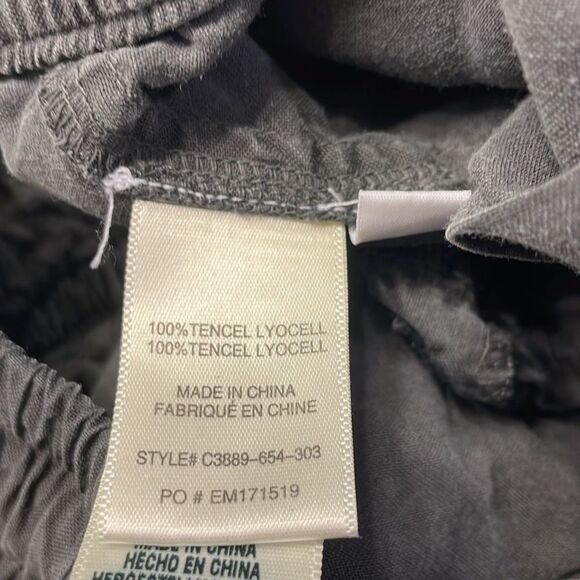 100%TENCEL LYOCELL
100%TENCEL LYOCELL
MADE IN CHINA
FABRIQUÉ EN CHINE
STYLE# C3889-654-303
PO # EM171519
MADE IN CHINA
HECHO EN CHINA